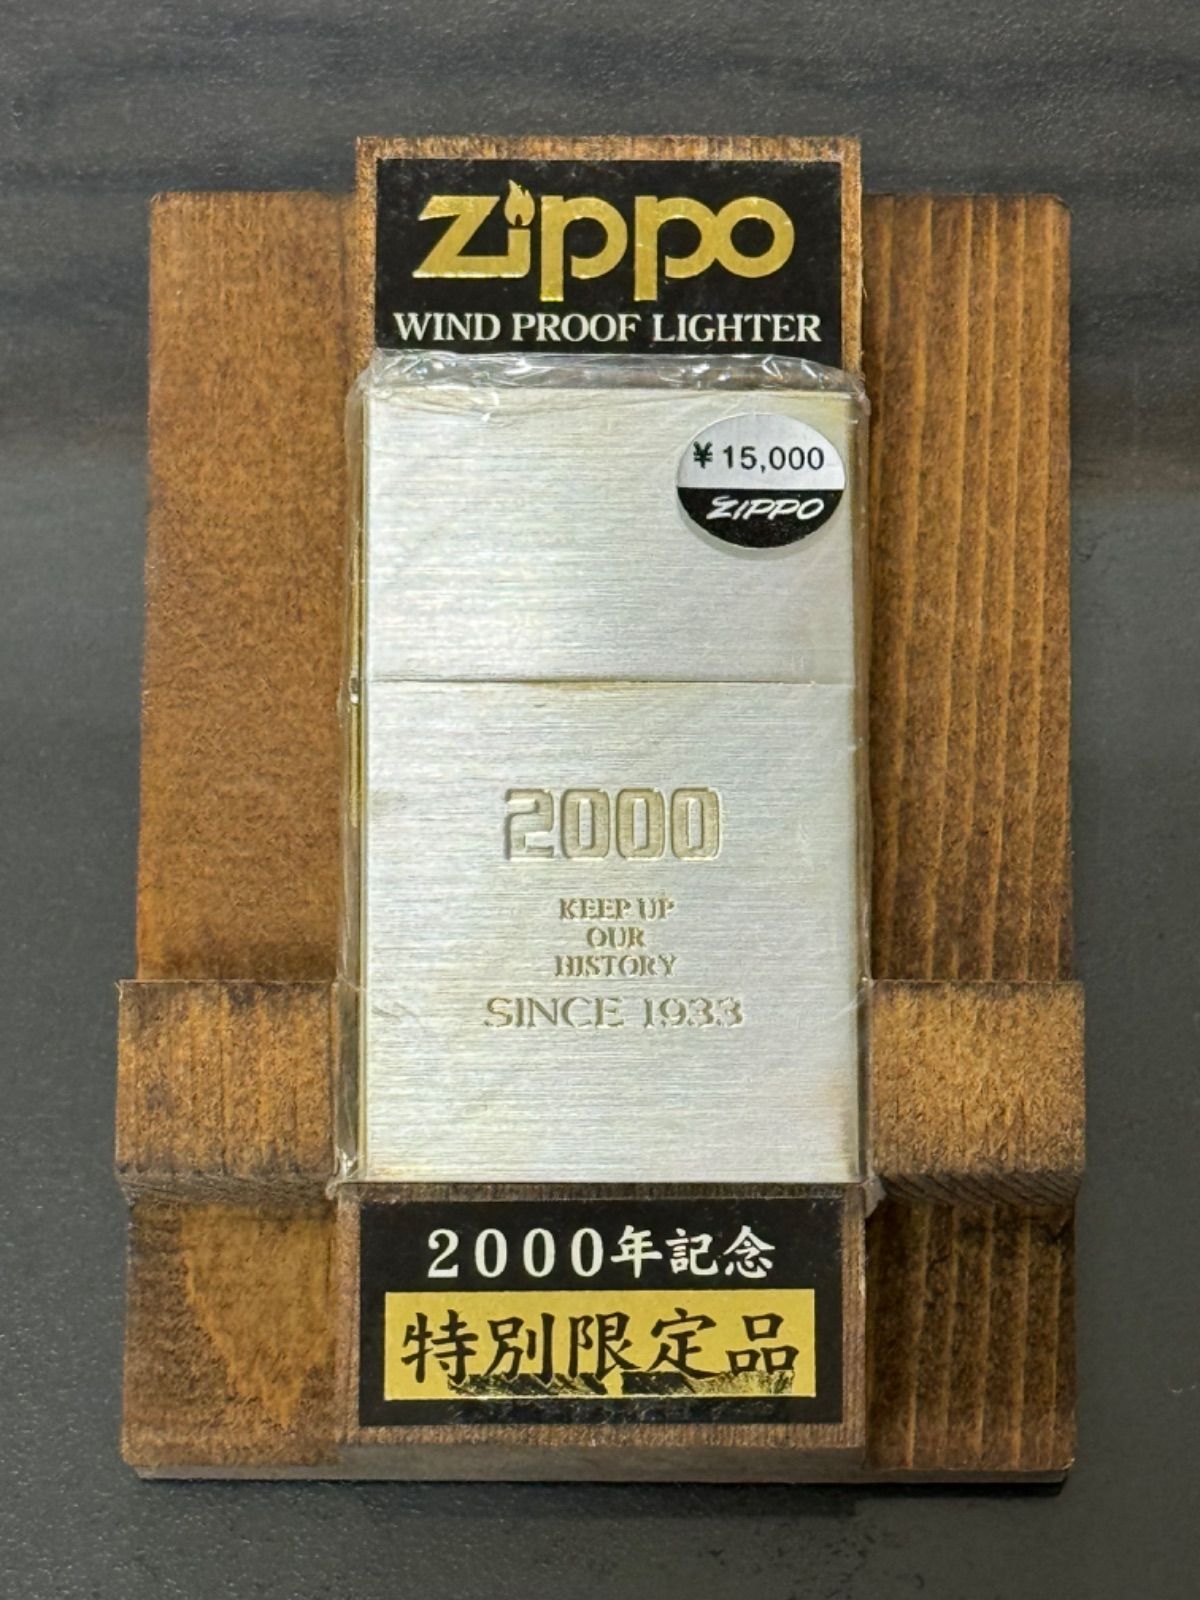 Zippo
WIND PROOF LIGHTER
¥15,000
ZIPPO
2000
KEEP UP
OUR
HISTORY
SINCE 1933
2000年記念
特別限定品